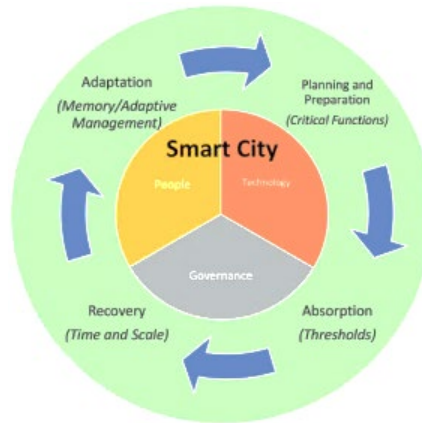 Adaptation
(Memory/Adaptive
Management)
Planning and
Preparation
(Critical Functions)
Smart City
People
Technology
Governance
Recovery
(Time and Scale)
Absorption
(Thresholds)